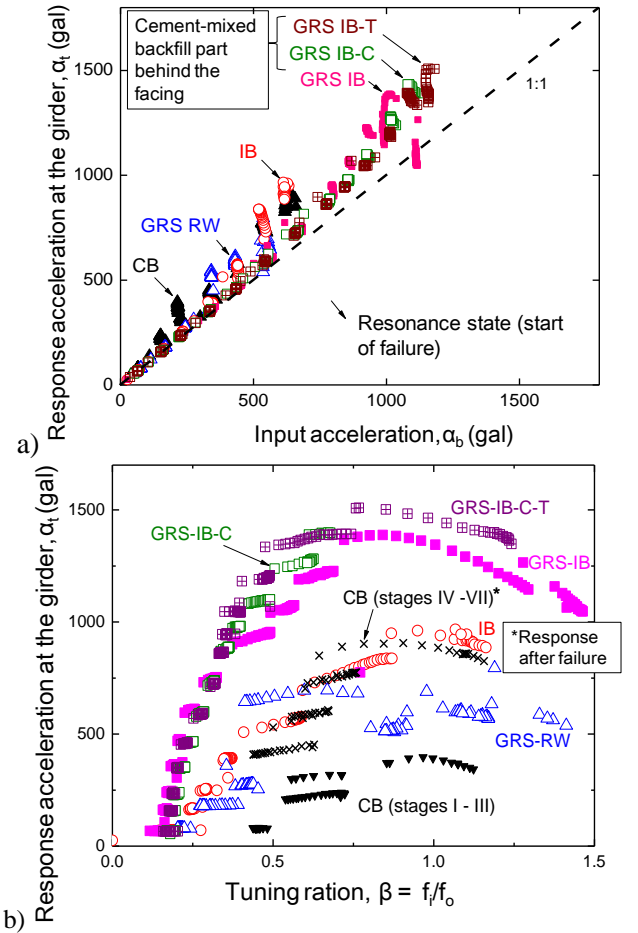 a)
Response acceleration at the girder, αt (gal)
1500
1000
500
0
Cement-mixed
backfill part
behind the
facing
GRS IB-T
GRS IB-C
GRS IB
1:1
IB
GRS RW
CB
Resonance state (start
of failure)
0 500 1000 1500
Input acceleration, αb (gal)
b)
Response acceleration at the girder, αt (gal)
1500
1000
500
0
GRS-IB-C-T
GRS-IB-C
GRS-IB
CB (stages IV -VII)*
IB
*Response
after failure
GRS-RW
CB (stages I - III)
0.0 0.5 1.0 1.5
Tuning ration, β = fi/fo